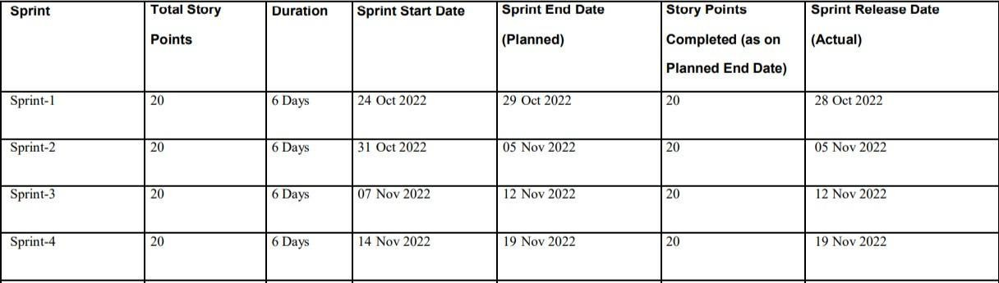 Sprint Total Story Points Duration Sprint Start Date Sprint End Date (Planned) Story Points Completed (as on Planned End Date) Sprint Release Date (Actual)
Sprint-1 20 6 Days 24 Oct 2022 29 Oct 2022 20 28 Oct 2022
Sprint-2 20 6 Days 31 Oct 2022 05 Nov 2022 20 05 Nov 2022
Sprint-3 20 6 Days 07 Nov 2022 12 Nov 2022 20 12 Nov 2022
Sprint-4 20 6 Days 14 Nov 2022 19 Nov 2022 20 19 Nov 2022